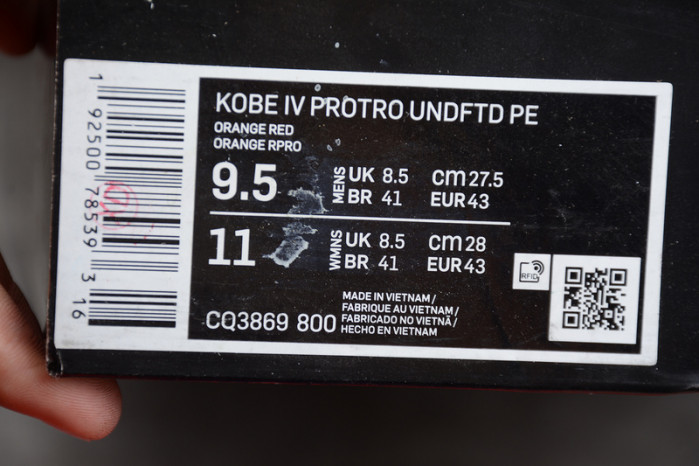 KOBE IV PROTRO UNDFTD PE
ORANGE RED
ORANGE RPRO
9.5 MENS UK 8.5 cm 27.5
BR 41 EUR 43
11 WMNS UK 8.5 cm 28
BR 41 EUR 43
RFID
CQ3869 800
MADE IN VIETNAM /
FABRIQUE AU VIETNAM /
FABRICADO NO VIETNÃ /
HECHO EN VIETNAM
1 92500 78539 3 16